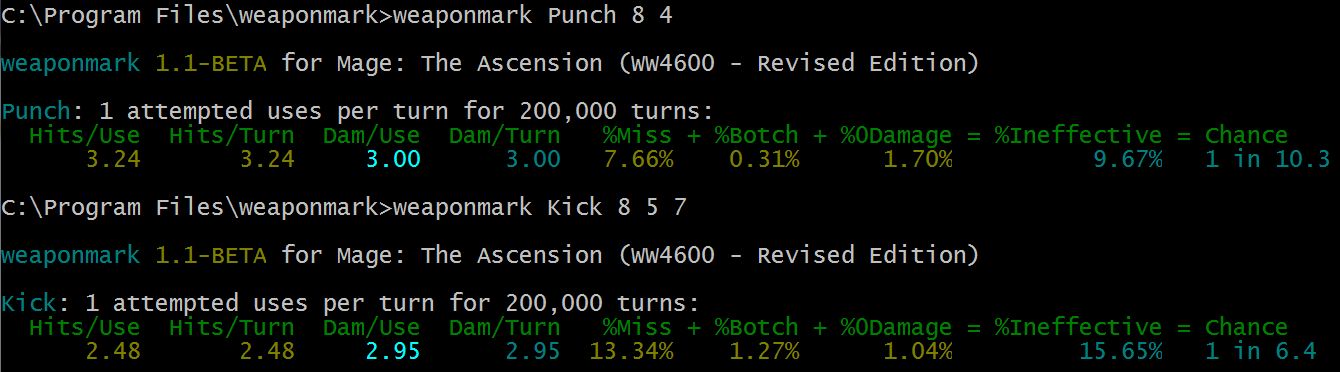 C:\Program Files\weaponmark>weaponmark Punch 8 4
weaponmark 1.1-BETA for Mage: The Ascension (WW4600 - Revised Edition)
Punch: 1 attempted uses per turn for 200,000 turns:
Hits/Use Hits/Turn Dam/Use Dam/Turn %Miss + %Botch + %0Damage = %Ineffective = Chance
3.24 3.24 3.00 3.00 7.66% 0.31% 1.70% 9.67% 1 in 10.3
C:\Program Files\weaponmark>weaponmark Kick 8 5 7
weaponmark 1.1-BETA for Mage: The Ascension (WW4600 - Revised Edition)
Kick: 1 attempted uses per turn for 200,000 turns:
Hits/Use Hits/Turn Dam/Use Dam/Turn %Miss + %Botch + %0Damage = %Ineffective = Chance
2.48 2.48 2.95 2.95 13.34% 1.27% 1.04% 15.65% 1 in 6.4